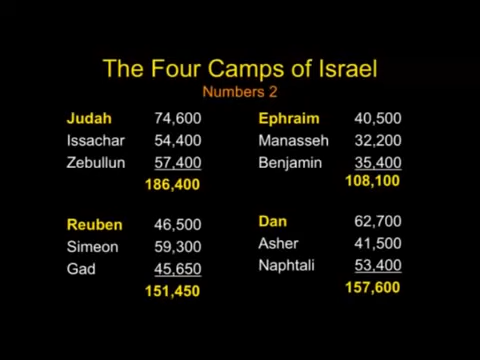 The Four Camps of Israel
Numbers 2
Judah 74,600
Issachar 54,400
Zebullun 57,400
186,400
Ephraim 40,500
Manasseh 32,200
Benjamin 35,400
108,100
Reuben 46,500
Simeon 59,300
Gad 45,650
151,450
Dan 62,700
Asher 41,500
Naphtali 53,400
157,600